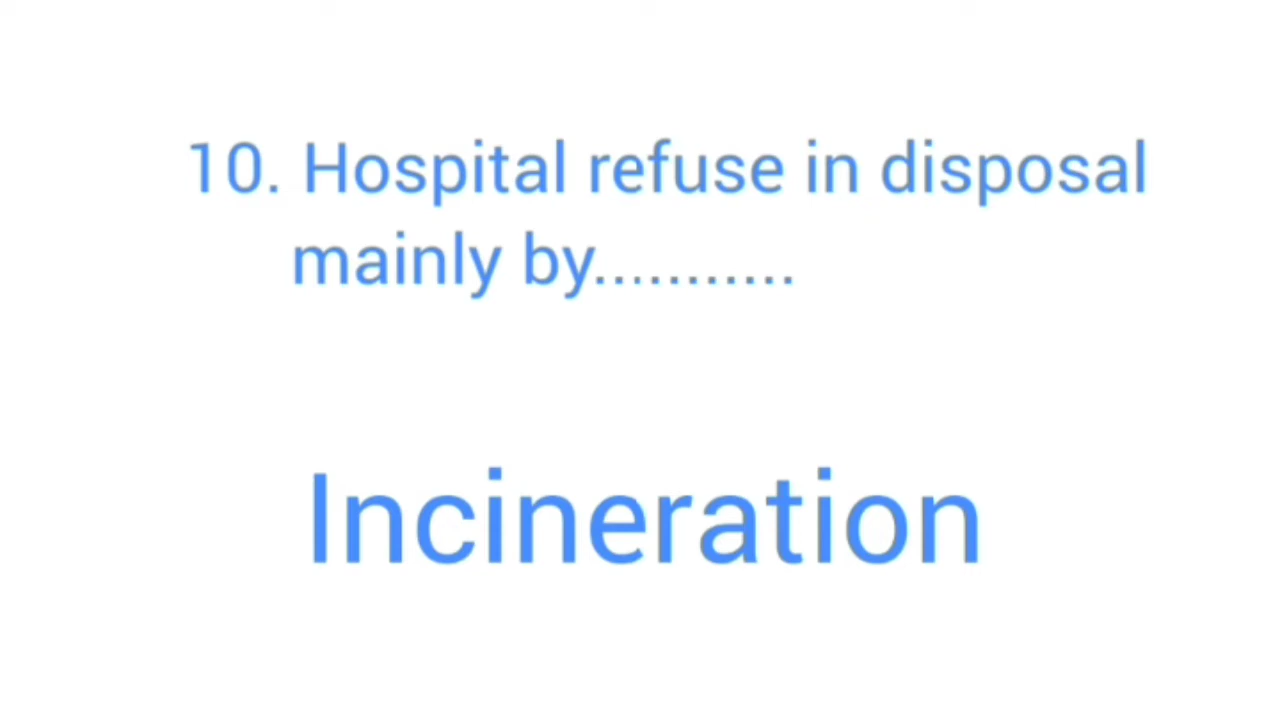 10. Hospital refuse in disposal
mainly by...........
Incineration